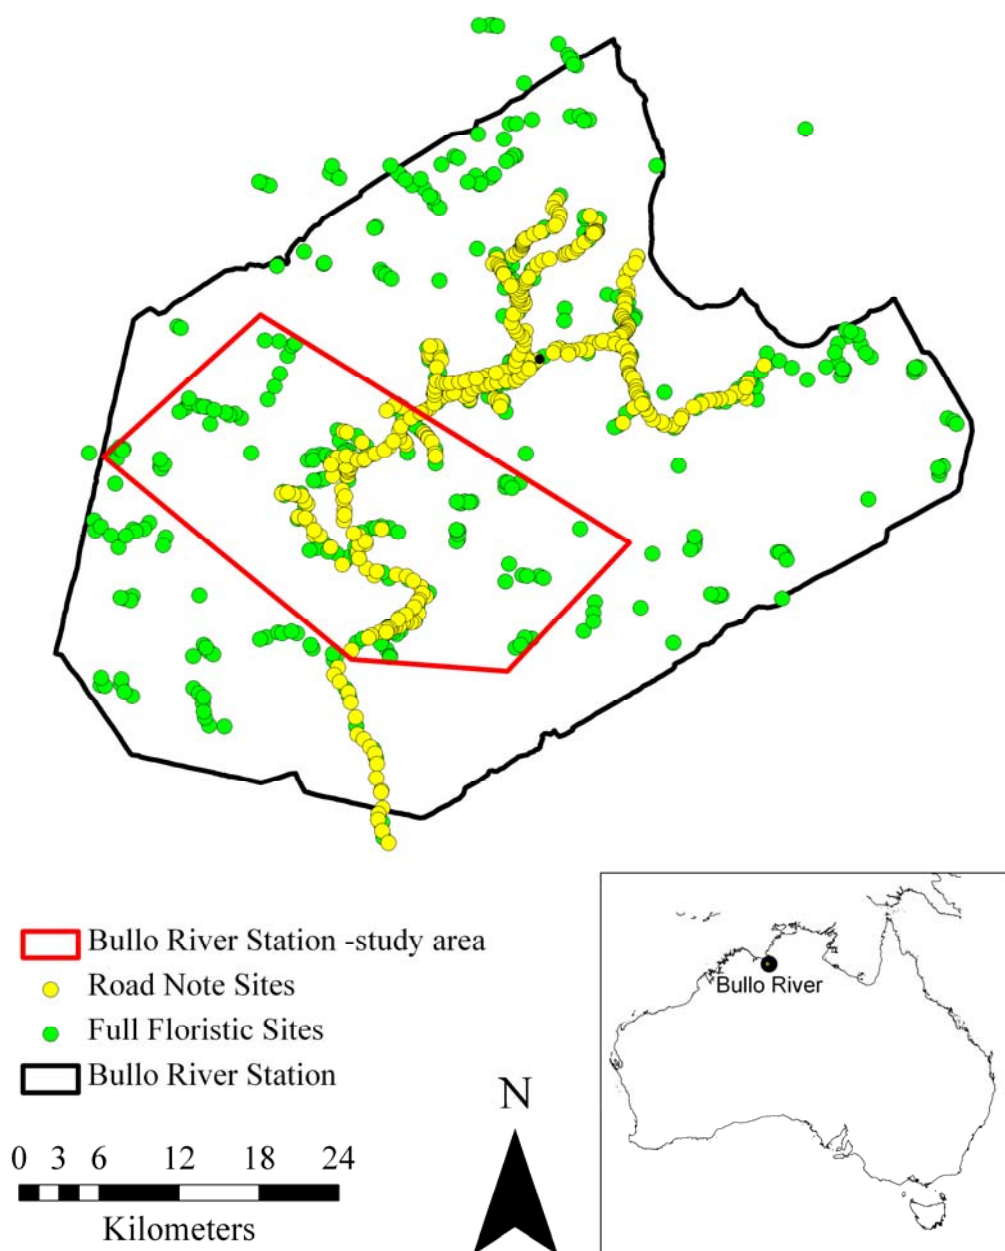 Bullo River Station -study area
Road Note Sites
Full Floristic Sites
Bullo River Station
0 3 6 12 18 24
Kilometers
N
Bullo River